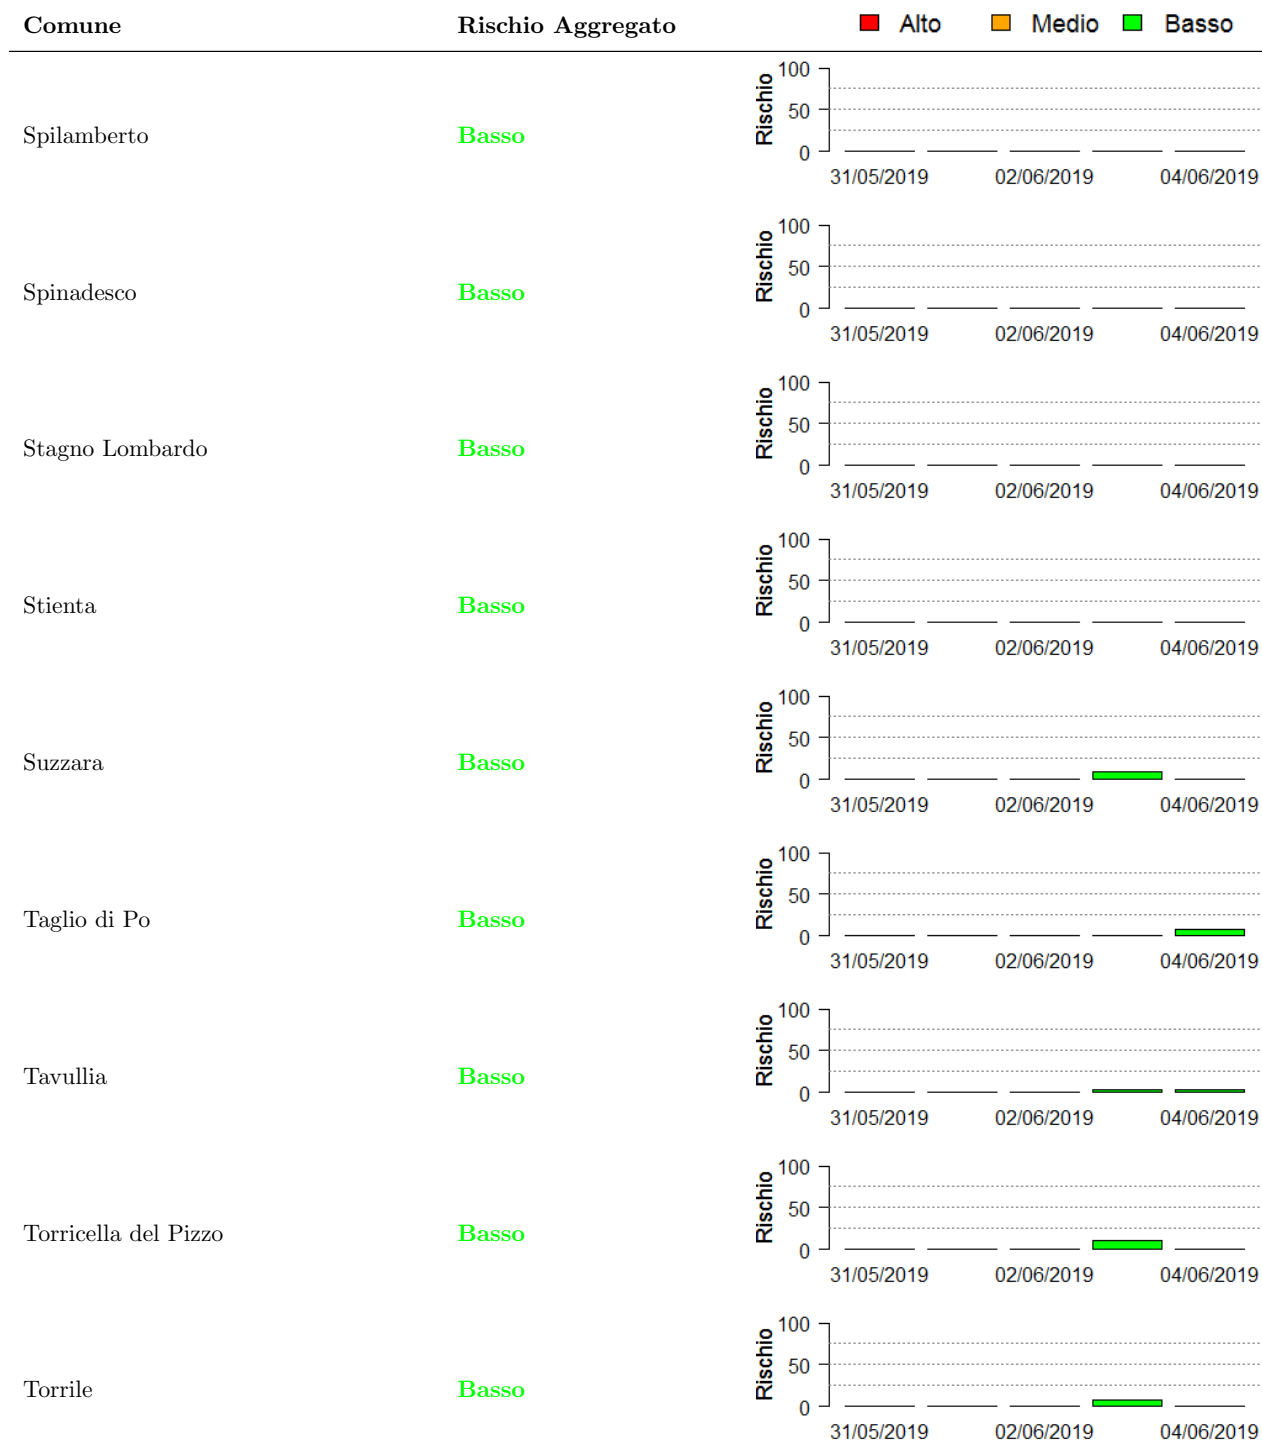 Comune Rischio Aggregato Alto Medio Basso
100
50
0
Rischio
Spilamberto Basso
31/05/2019 02/06/2019 04/06/2019
100
50
0
Rischio
Spinadesco Basso
31/05/2019 02/06/2019 04/06/2019
100
50
0
Rischio
Stagno Lombardo Basso
31/05/2019 02/06/2019 04/06/2019
100
50
0
Rischio
Stienta Basso
31/05/2019 02/06/2019 04/06/2019
100
50
0
Rischio
Suzzara Basso
31/05/2019 02/06/2019 04/06/2019
100
50
0
Rischio
Taglio di Po Basso
31/05/2019 02/06/2019 04/06/2019
100
50
0
Rischio
Tavullia Basso
31/05/2019 02/06/2019 04/06/2019
100
50
0
Rischio
Torricella del Pizzo Basso
31/05/2019 02/06/2019 04/06/2019
100
50
0
Rischio
Torrile Basso
31/05/2019 02/06/2019 04/06/2019